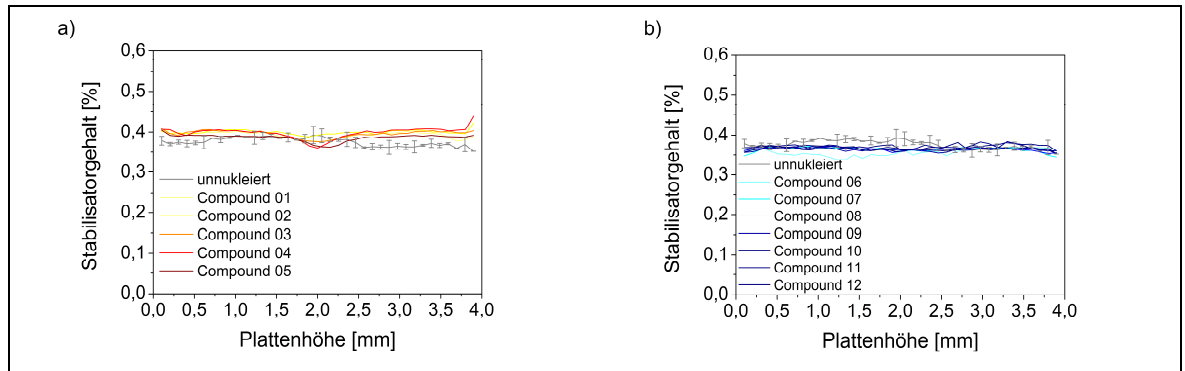 a)
0,6
0,5
0,4
0,3
0,2
0,1
0,0
Stabilisatorgehalt [%]
unnukleiert
Compound 01
Compound 02
Compound 03
Compound 04
Compound 05
0,0 0,5 1,0 1,5 2,0 2,5 3,0 3,5 4,0
Plattenhöhe [mm]
b)
0,6
0,5
0,4
0,3
0,2
0,1
0,0
Stabilisatorgehalt [%]
unnukleiert
Compound 06
Compound 07
Compound 08
Compound 09
Compound 10
Compound 11
Compound 12
0,0 0,5 1,0 1,5 2,0 2,5 3,0 3,5 4,0
Plattenhöhe [mm]